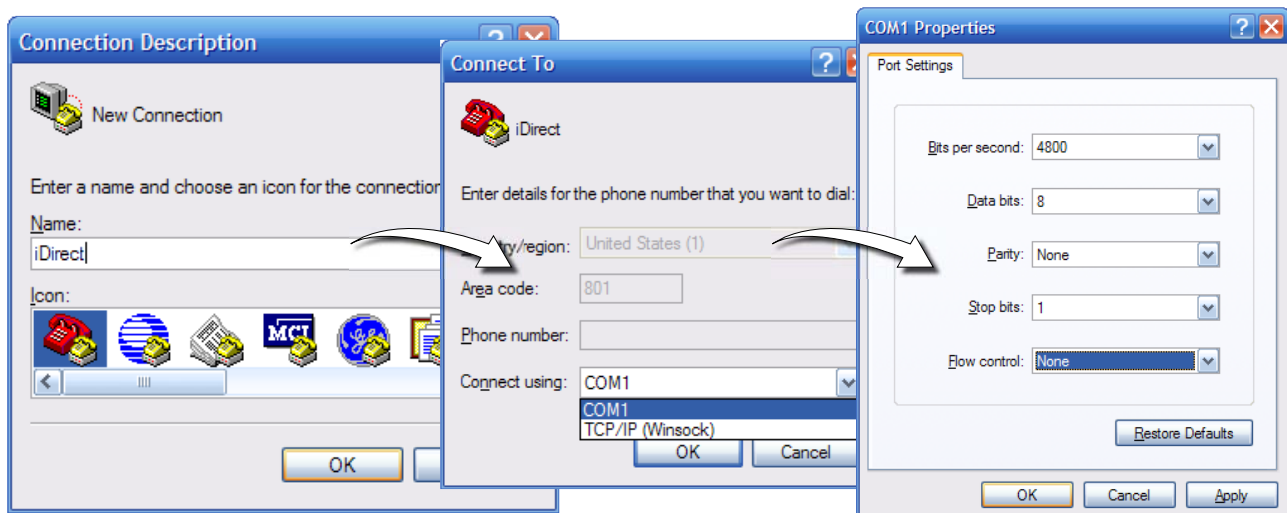 Connection Description
New Connection
Enter a name and choose an icon for the connection
Name:
iDirect
Icon:
MCI
OK
Connect To
iDirect
Enter details for the phone number that you want to dial:
try/region: United States (1)
Area code: 801
Phone number:
Connect using: COM1
COM1
TCP/IP (Winsock)
OK Cancel
COM1 Properties
Port Settings
Bits per second: 4800
Data bits: 8
Parity: None
Stop bits: 1
Flow control: None
Restore Defaults
OK Cancel Apply